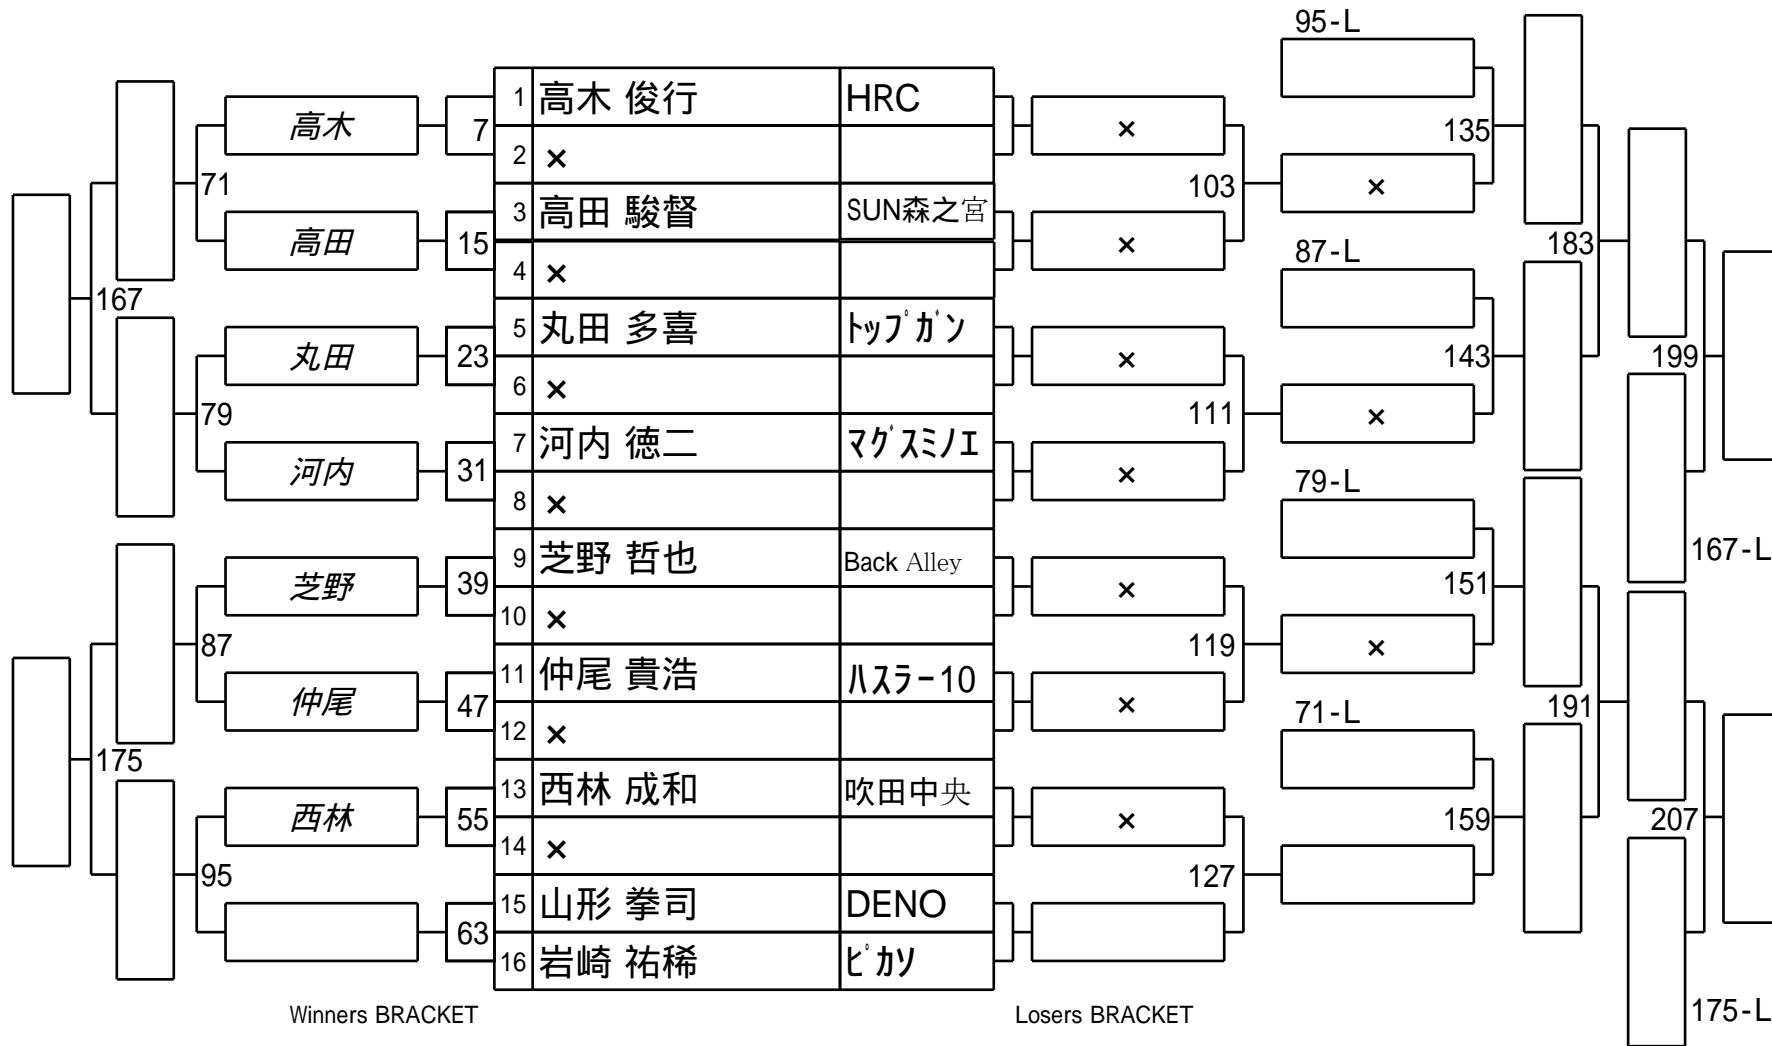 95-L
1 高木 俊行 HRC
高木 7 × 135
2 ×
71 103 ×
3 高田 駿督 SUN森之宮
高田 15 × 183
87-L
4 ×
167
5 丸田 多喜 トップガン
丸田 23 × 143 199
6 ×
79 111 ×
7 河内 徳二 マグスミノエ
河内 31 ×
79-L
8 ×
167-L
9 芝野 哲也 Back Alley
芝野 39 × 151
10 ×
87 119 ×
11 仲尾 貴浩 ハスラー10
仲尾 47 × 191
71-L
12 ×
175
13 西林 成和 吹田中央
西林 55 × 159 207
14 ×
95 127
15 山形 拳司 DENO
63
16 岩崎 祐稀 ピカソ
175-L
Winners BRACKET Losers BRACKET